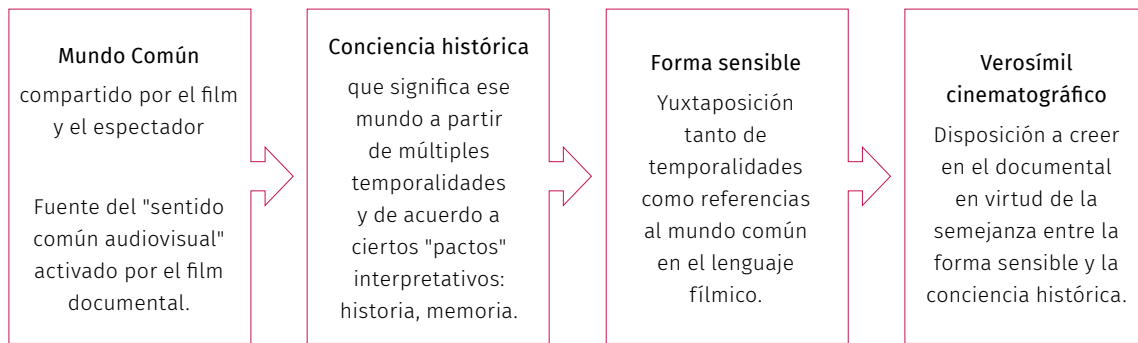 Mundo Común
compartido por el film
y el espectador
Fuente del "sentido
común audiovisual"
activado por el film
documental.
Conciencia histórica
que significa ese
mundo a partir
de múltiples
temporalidades
y de acuerdo a
ciertos "pactos"
interpretativos:
historia, memoria.
Forma sensible
Yuxtaposición
tanto de
temporalidades
como referencias
al mundo común
en el lenguaje
fílmico.
Verosímil
cinematográfico
Disposición a creer
en el documental
en virtud de la
semejanza entre la
forma sensible y la
conciencia histórica.